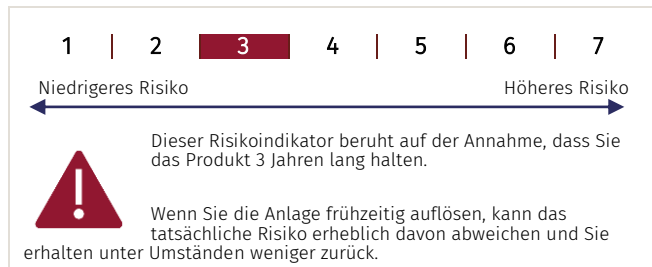 1 2 3 4 5 6 7
Niedrigeres Risiko Höheres Risiko
Dieser Risikoindikator beruht auf der Annahme, dass Sie
das Produkt 3 Jahren lang halten.
Wenn Sie die Anlage frühzeitig auflösen, kann das
tatsächliche Risiko erheblich davon abweichen und Sie
erhalten unter Umständen weniger zurück.